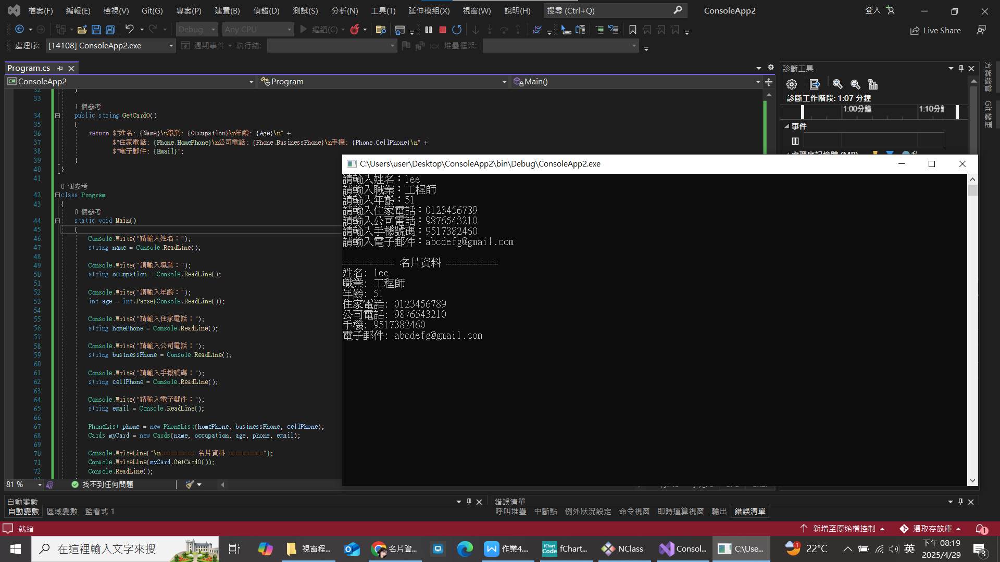 檔案(F) 編輯(E) 檢視(V) Git(G) 專案(P) 建置(B) 偵錯(D) 測試(S) 分析(N) 工具(T) 延伸模組(X) 視窗(W) 說明(H) 搜尋 (Ctrl+Q) ConsoleApp2 登入
Debug Any CPU 繼續(C) Live Share
處理序: [14108] ConsoleApp2.exe 週期事件 執行緒: 堆疊框架:
Program.cs
ConsoleApp2 Program Main()
32 }
33
1 個參考
34 public string GetCardO()
35 {
36 return $"姓名: {Name}\n職業: {Occupation}\n年齡: {Age}\n" +
37 $"住家電話: {Phone.HomePhone}\n公司電話: {Phone.BusinessPhone}\n手機: {Phone.CellPhone}\n" +
38 $"電子郵件: {Email}";
39 }
40 }
41
0 個參考
42 class Program
43 {
0 個參考
44 static void Main()
45 {
46 Console.Write("請輸入姓名：");
47 string name = Console.ReadLine();
48
49 Console.Write("請輸入職業：");
50 string occupation = Console.ReadLine();
51
52 Console.Write("請輸入年齡：");
53 int age = int.Parse(Console.ReadLine());
54
55 Console.Write("請輸入住家電話：");
56 string homePhone = Console.ReadLine();
57
58 Console.Write("請輸入公司電話：");
59 string businessPhone = Console.ReadLine();
60
61 Console.Write("請輸入手機號碼：");
62 string cellPhone = Console.ReadLine();
63
64 Console.Write("請輸入電子郵件：");
65 string email = Console.ReadLine();
66
67 PhoneList phone = new PhoneList(homePhone, businessPhone, cellPhone);
68 Cards myCard = new Cards(name, occupation, age, phone, email);
69
70 Console.WriteLine("\n========== 名片資料 ==========");
71 Console.WriteLine(myCard.GetCardO());
72 Console.ReadLine();
81 % 找不到任何問題
C:\Users\user\Desktop\ConsoleApp2\bin\Debug\ConsoleApp2.exe
請輸入姓名：lee
請輸入職業：工程師
請輸入年齡：51
請輸入住家電話：0123456789
請輸入公司電話：9876543210
請輸入手機號碼：9517382460
請輸入電子郵件：abcdefg@gmail.com
========== 名片資料 ==========
姓名: lee
職業: 工程師
年齡: 51
住家電話: 0123456789
公司電話: 9876543210
手機: 9517382460
電子郵件: abcdefg@gmail.com
診斷工具
診斷工作階段: 1:07 分鐘
1:00分鐘 1:10分鐘
事件
處理序記憶體 (MB)
方案總管
Git 變更
自動變數
自動變數 區域變數 監看式 1
錯誤清單
呼叫堆疊 中斷點 例外狀況設定 命令視窗 即時運算視窗 輸出 錯誤清單
就緒 新增至原始檔控制 選取存放庫 1
在這裡輸入文字來搜 視窗程... 名片資... 作業4.... fChart... NClass Consol... C:\Use... 1 22°C 英 下午 08:19
2025/4/29 3